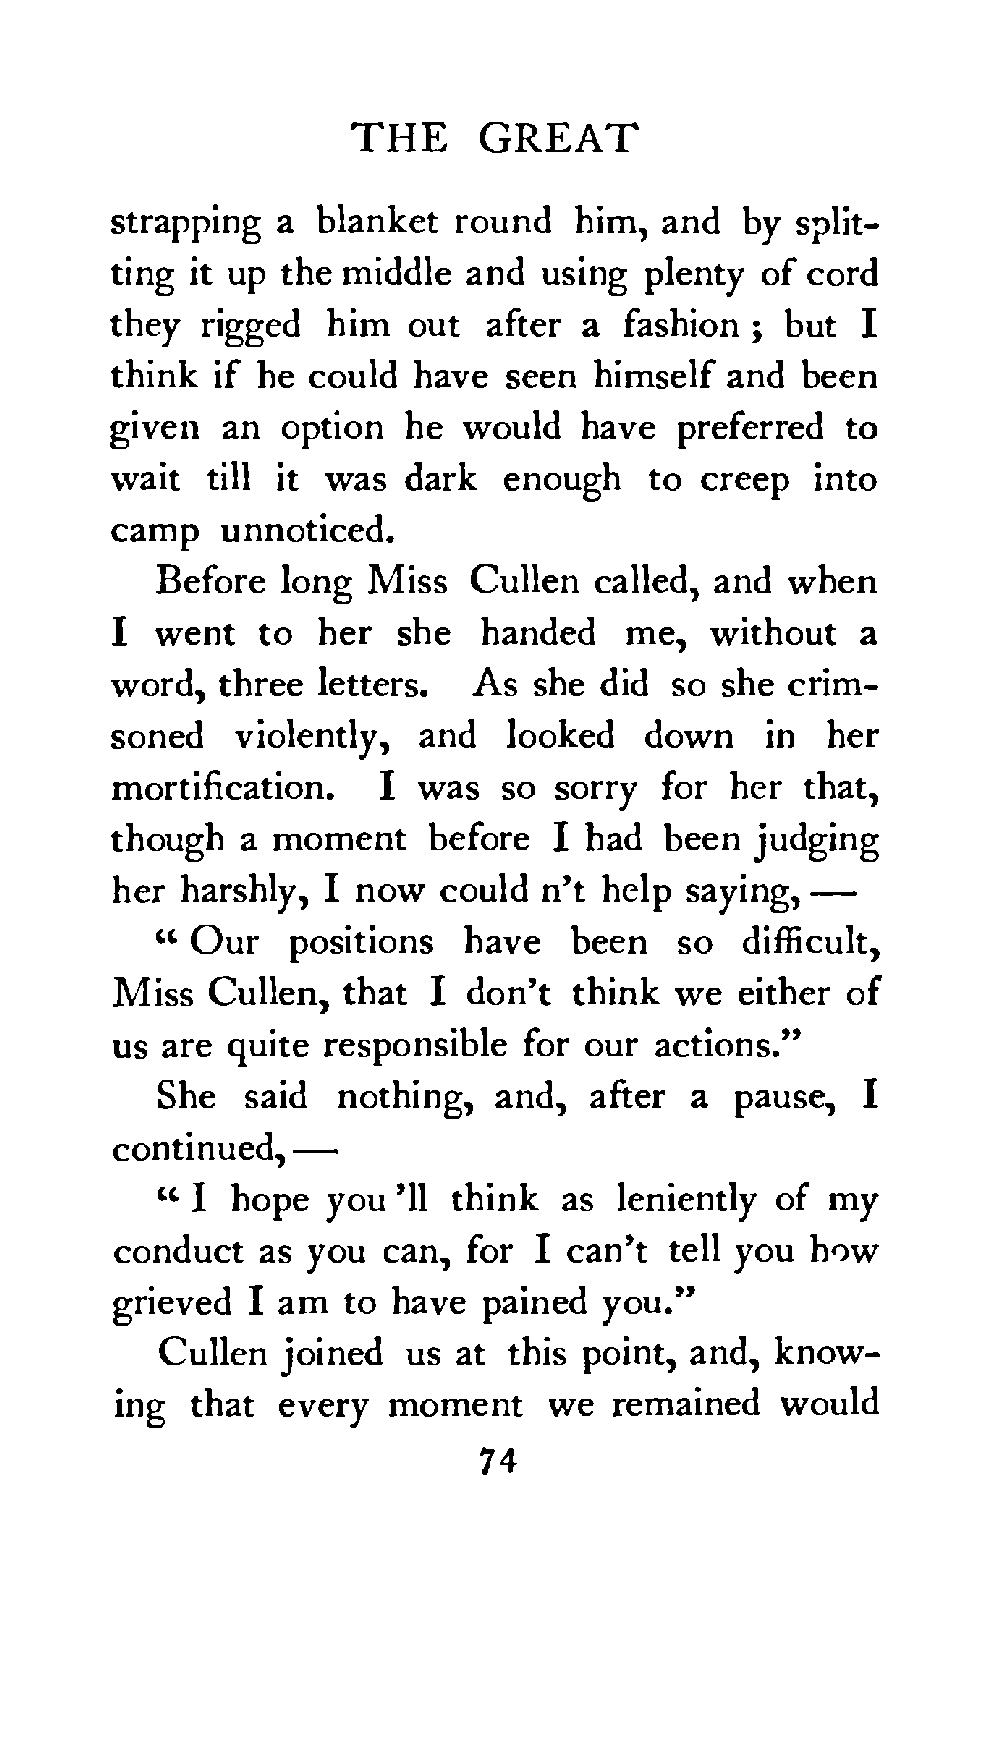 THE GREAT
strapping a blanket round him, and by split-
ting it up the middle and using plenty of cord
they rigged him out after a fashion ; but I
think if he could have seen himself and been
given an option he would have preferred to
wait till it was dark enough to creep into
camp unnoticed.
Before long Miss Cullen called, and when
I went to her she handed me, without a
word, three letters. As she did so she crim-
soned violently, and looked down in her
mortification. I was so sorry for her that,
though a moment before I had been judging
her harshly, I now could n't help saying, —
“ Our positions have been so difficult,
Miss Cullen, that I don't think we either of
us are quite responsible for our actions.”
She said nothing, and, after a pause, I
continued, —
“ I hope you 'll think as leniently of my
conduct as you can, for I can't tell you how
grieved I am to have pained you.”
Cullen joined us at this point, and, know-
ing that every moment we remained would
74